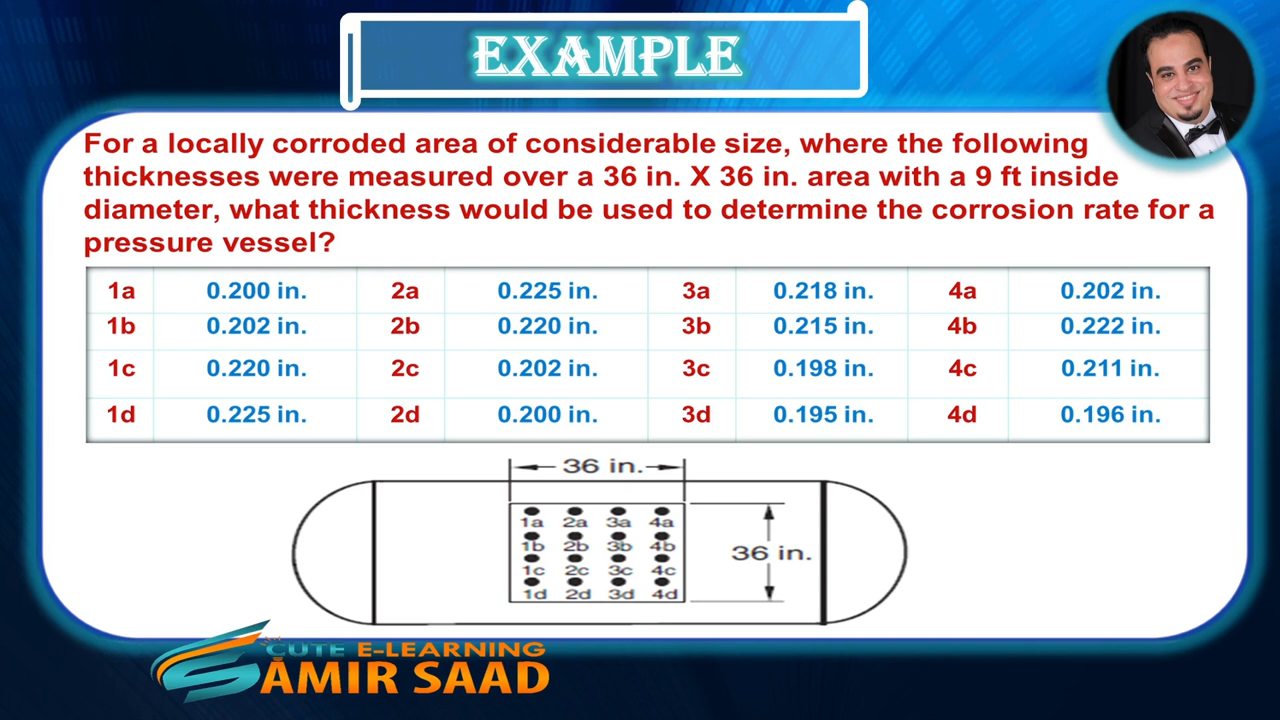 EXAMPLE
For a locally corroded area of considerable size, where the following
thicknesses were measured over a 36 in. X 36 in. area with a 9 ft inside
diameter, what thickness would be used to determine the corrosion rate for a
pressure vessel?
1a 0.200 in. 2a 0.225 in. 3a 0.218 in. 4a 0.202 in.
1b 0.202 in. 2b 0.220 in. 3b 0.215 in. 4b 0.222 in.
1c 0.220 in. 2c 0.202 in. 3c 0.198 in. 4c 0.211 in.
1d 0.225 in. 2d 0.200 in. 3d 0.195 in. 4d 0.196 in.
36 in.
1a 2a 3a 4a
1b 2b 3b 4b
36 in.
1c 2c 3c 4c
1d 2d 3d 4d
CUTE E-LEARNING
AMIR SAAD